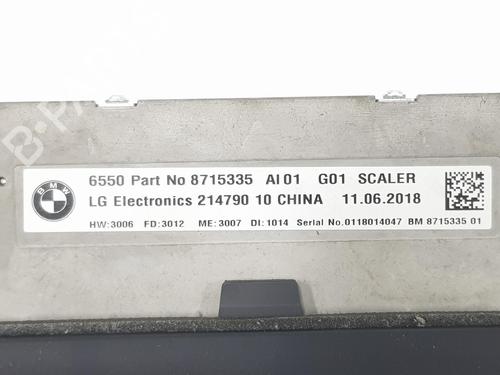 BMW
6550 Part No 8715335 AI 01 G01 SCALER
LG Electronics 214790 10 CHINA 11.06.2018
HW:3006 FD:3012 ME:3007 DI:1014 Serial No.0118014047 BM 8715335 01
B-PARTS